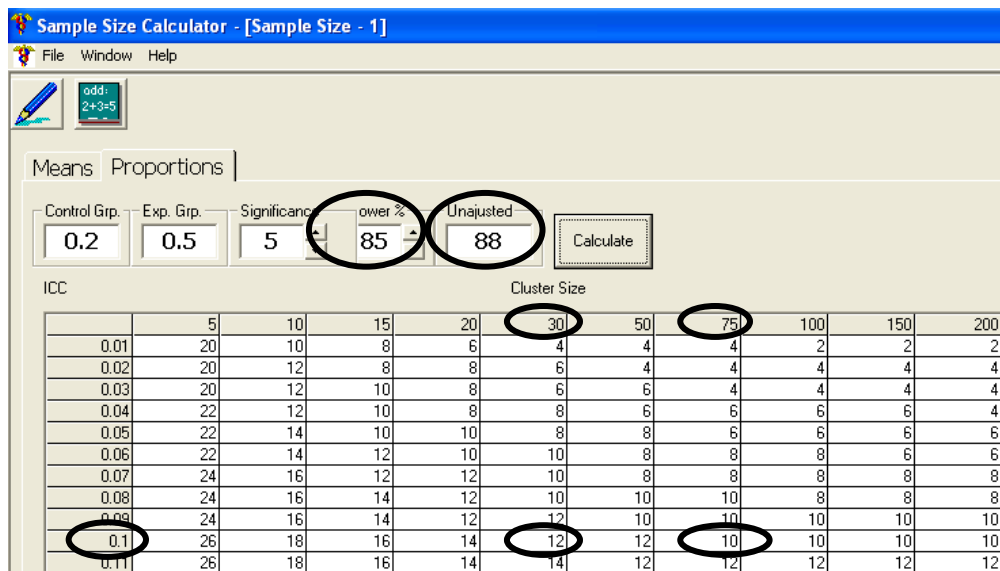 Sample Size Calculator - [Sample Size - 1]
File Window Help
add:
2+3=5
Means Proportions
Control Grp. Exp. Grp. Significance ower % Unajusted
0.2 0.5 5 85 88 Calculate
ICC Cluster Size
5 10 15 20 30 50 75 100 150 200
0.01 20 10 8 6 4 4 4 2 2 2
0.02 20 12 8 8 6 4 4 4 4 4
0.03 20 12 10 8 6 6 4 4 4 4
0.04 22 12 10 8 8 6 6 6 6 4
0.05 22 14 10 10 8 8 6 6 6 6
0.06 22 14 12 10 10 8 8 8 6 6
0.07 24 16 12 12 10 8 8 8 8 8
0.08 24 16 14 12 10 10 10 8 8 8
0.09 24 16 14 12 12 10 10 10 10 10
0.1 26 18 16 14 12 12 10 10 10 10
0.11 26 18 16 14 14 12 12 12 12 12